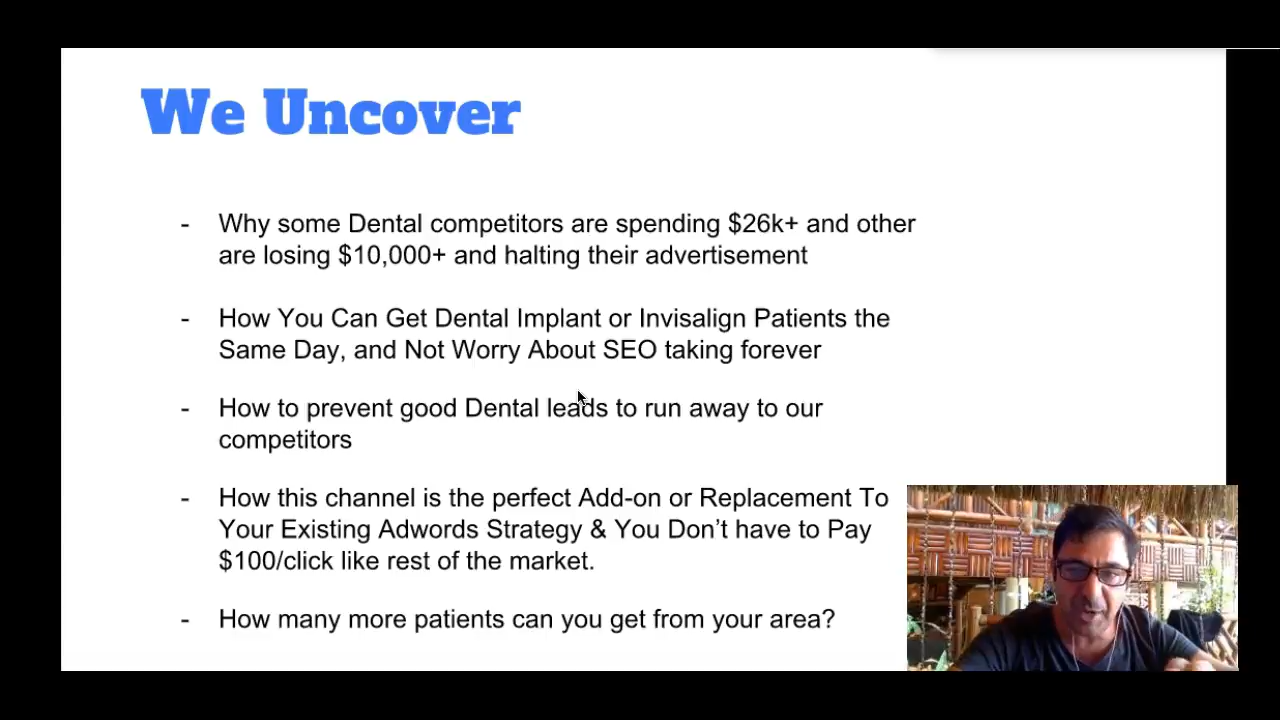 We Uncover
- Why some Dental competitors are spending $26k+ and other
are losing $10,000+ and halting their advertisement
- How You Can Get Dental Implant or Invisalign Patients the
Same Day, and Not Worry About SEO taking forever
- How to prevent good Dental leads to run away to our
competitors
- How this channel is the perfect Add-on or Replacement To
Your Existing Adwords Strategy & You Don’t have to Pay
$100/click like rest of the market.
- How many more patients can you get from your area?